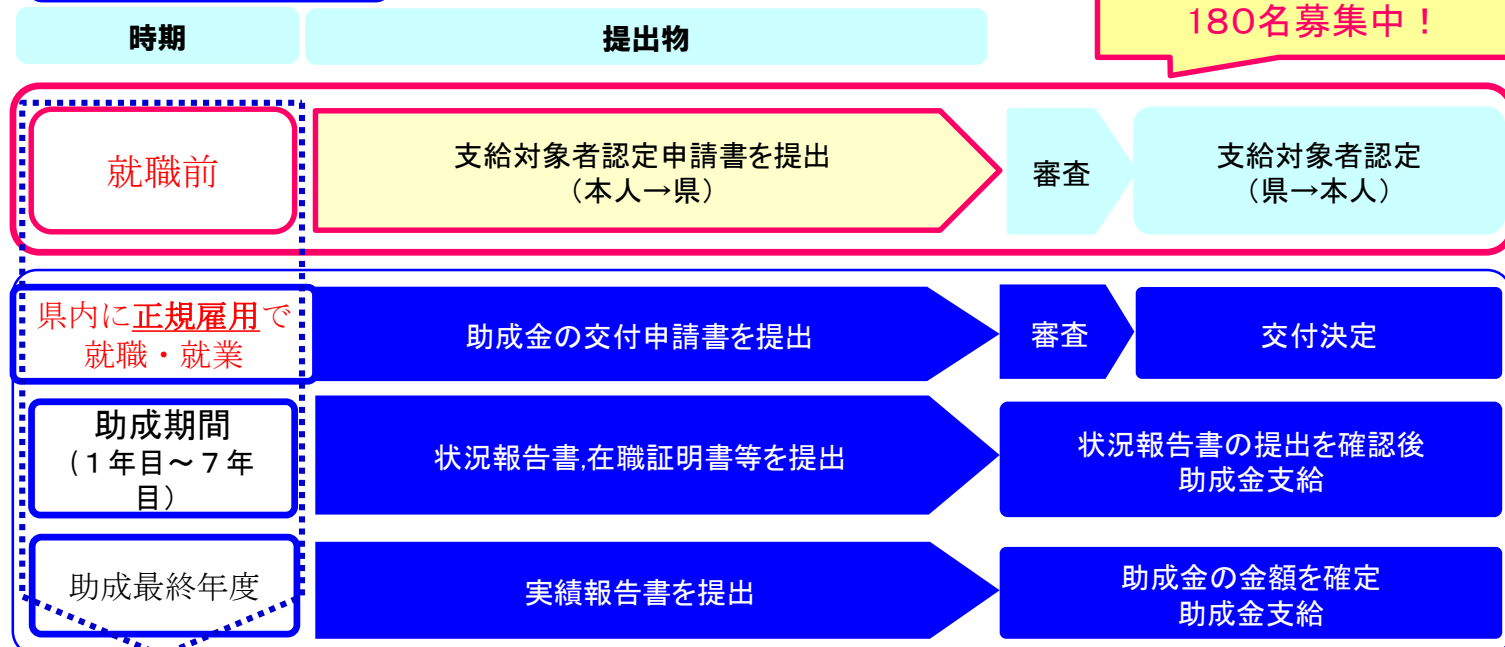 180名募集中！
時期
提出物
就職前
支給対象者認定申請書を提出
（本人→県）
審査
支給対象者認定
（県→本人）
県内に正規雇用で
就職・就業
助成金の交付申請書を提出
審査
交付決定
助成期間
(１年目～７年
目）
状況報告書,在職証明書等を提出
状況報告書の提出を確認後
助成金支給
助成最終年度
実績報告書を提出
助成金の金額を確定
助成金支給